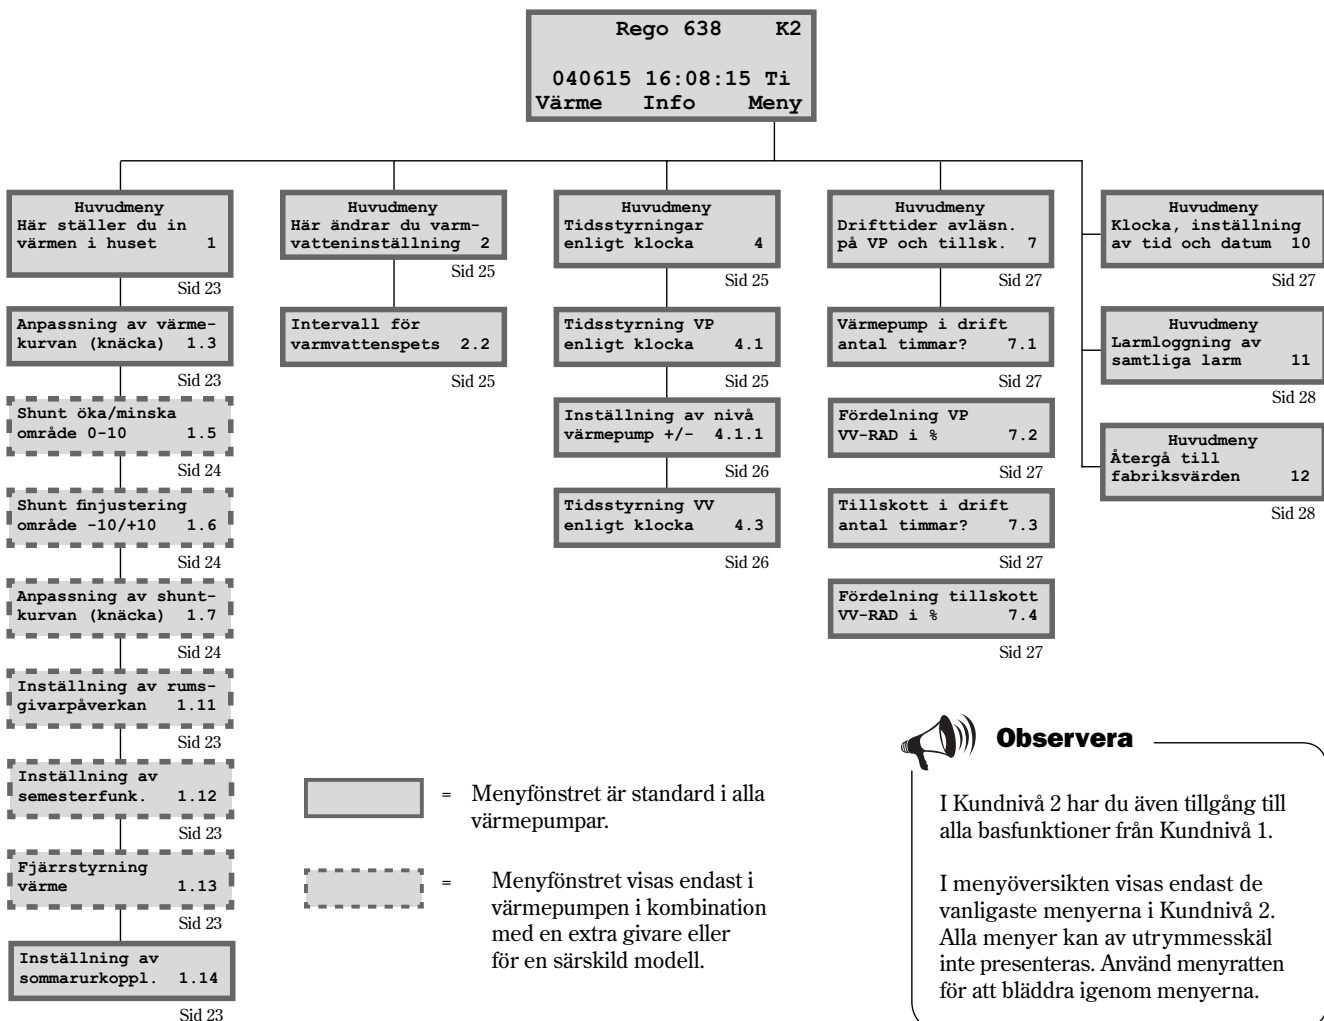 Rego 638 K2
040615 16:08:15 Ti
Värme Info Meny
Huvudmeny
Här ställer du in
värmen i huset 1
Sid 23
Anpassning av värme-
kurvan (knäcka) 1.3
Sid 23
Shunt öka/minska
område 0-10 1.5
Sid 24
Shunt finjustering
område -10/+10 1.6
Sid 24
Anpassning av shunt-
kurvan (knäcka) 1.7
Sid 24
Inställning av rums-
givarpåverkan 1.11
Sid 23
Inställning av
semesterfunk. 1.12
Sid 23
Fjärrstyrning
värme 1.13
Sid 23
Inställning av
sommarurkoppl. 1.14
Sid 23
Huvudmeny
Här ändrar du varm-
vatteninställning 2
Sid 25
Intervall för
varmvattenspets 2.2
Sid 25
Huvudmeny
Tidsstyrningar
enligt klocka 4
Sid 25
Tidsstyrning VP
enligt klocka 4.1
Sid 25
Inställning av nivå
värmepump +/- 4.1.1
Sid 26
Tidsstyrning VV
enligt klocka 4.3
Sid 26
Huvudmeny
Drifttider avläsn.
på VP och tillsk. 7
Sid 27
Värmepump i drift
antal timmar? 7.1
Sid 27
Fördelning VP
VV-RAD i % 7.2
Sid 27
Tillskott i drift
antal timmar? 7.3
Sid 27
Fördelning tillskott
VV-RAD i % 7.4
Sid 27
Huvudmeny
Klocka, inställning
av tid och datum 10
Sid 27
Huvudmeny
Larmloggning av
samtliga larm 11
Sid 28
Huvudmeny
Återgå till
fabriksvärden 12
Sid 28
= Menyfönstret är standard i alla
värmepumpar.
= Menyfönstret visas endast i
värmepumpen i kombination
med en extra givare eller
för en särskild modell.
Observera
I Kundnivå 2 har du även tillgång till
alla basfunktioner från Kundnivå 1.
I menyöversikten visas endast de
vanligaste menyerna i Kundnivå 2.
Alla menyer kan av utrymmesskäl
inte presenteras. Använd menyratten
för att bläddra igenom menyerna.